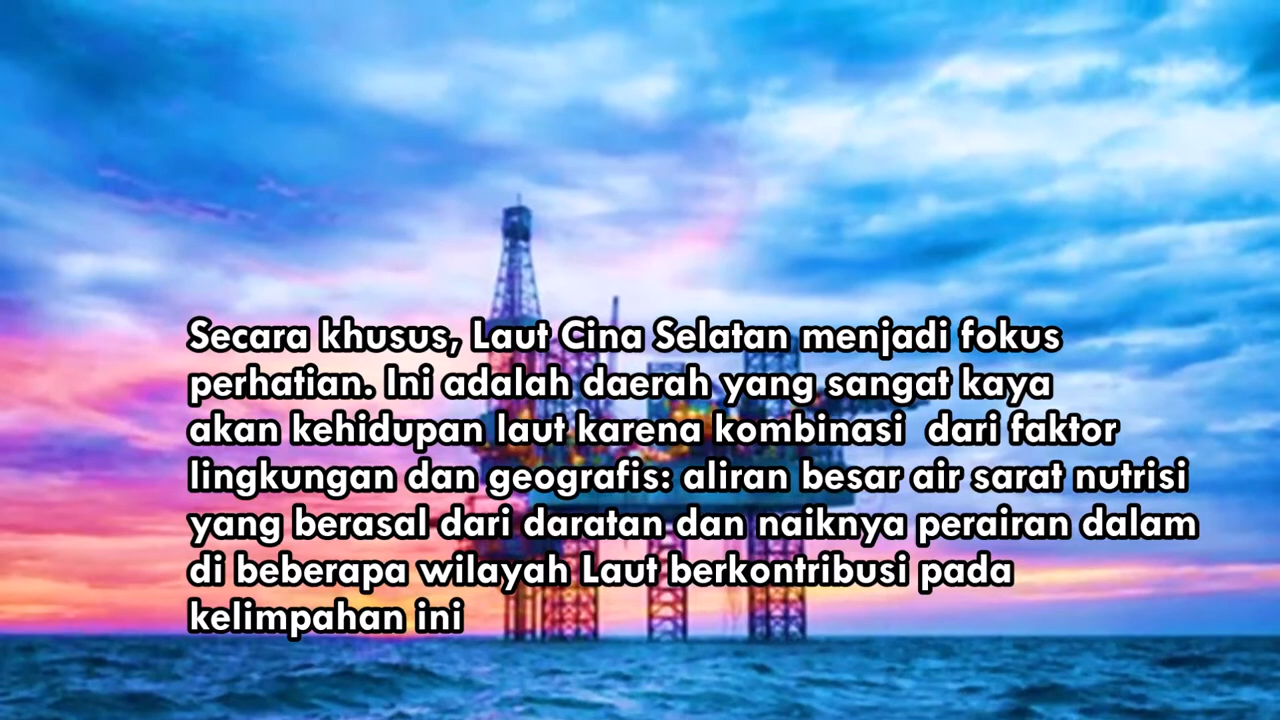 Secara khusus, Laut Cina Selatan menjadi fokus
perhatian. Ini adalah daerah yang sangat kaya
akan kehidupan laut karena kombinasi  dari faktor
lingkungan dan geografis: aliran besar air sarat nutrisi
yang berasal dari daratan dan naiknya perairan dalam
di beberapa wilayah Laut berkontribusi pada
kelimpahan ini